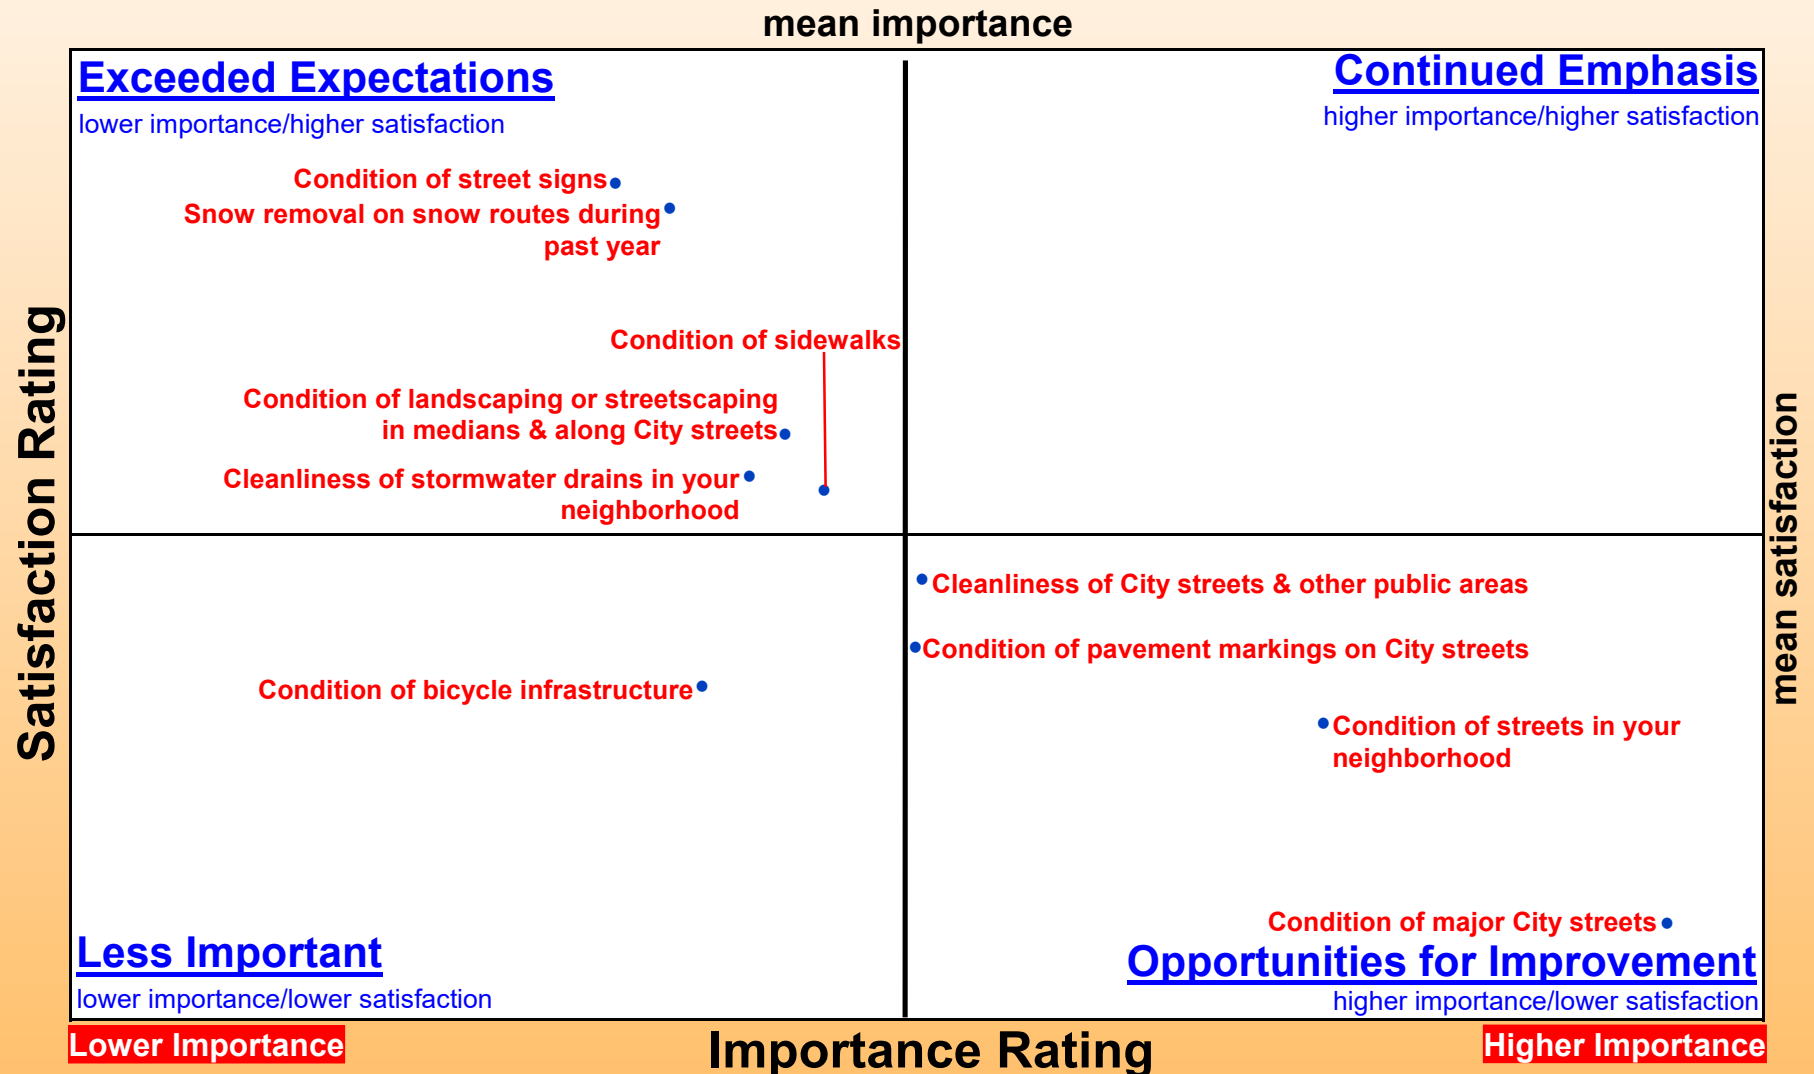 mean importance
Exceeded Expectations
lower importance/higher satisfaction
Continued Emphasis
higher importance/higher satisfaction
Condition of street signs
Snow removal on snow routes during
past year
Condition of sidewalks
Condition of landscaping or streetscaping
in medians & along City streets
Cleanliness of stormwater drains in your
neighborhood
Satisfaction Rating
mean satisfaction
Cleanliness of City streets & other public areas
Condition of pavement markings on City streets
Condition of bicycle infrastructure
Condition of streets in your
neighborhood
Condition of major City streets
Less Important
lower importance/lower satisfaction
Opportunities for Improvement
higher importance/lower satisfaction
Lower Importance
Importance Rating
Higher Importance